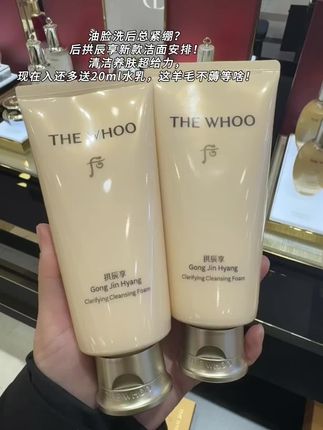 油脸洗后总紧绷?
后拱辰享新款洁面安排!
清洁养肤超给力,
现在入还多送20ml水乳,这羊毛不薅等啥!
THE WHOO
拱辰享
Gong Jin Hyang
Clarifying Cleansing Foam
THE WHOO
拱辰享
Gong Jin Hyang
Clarifying Cleansing Foam